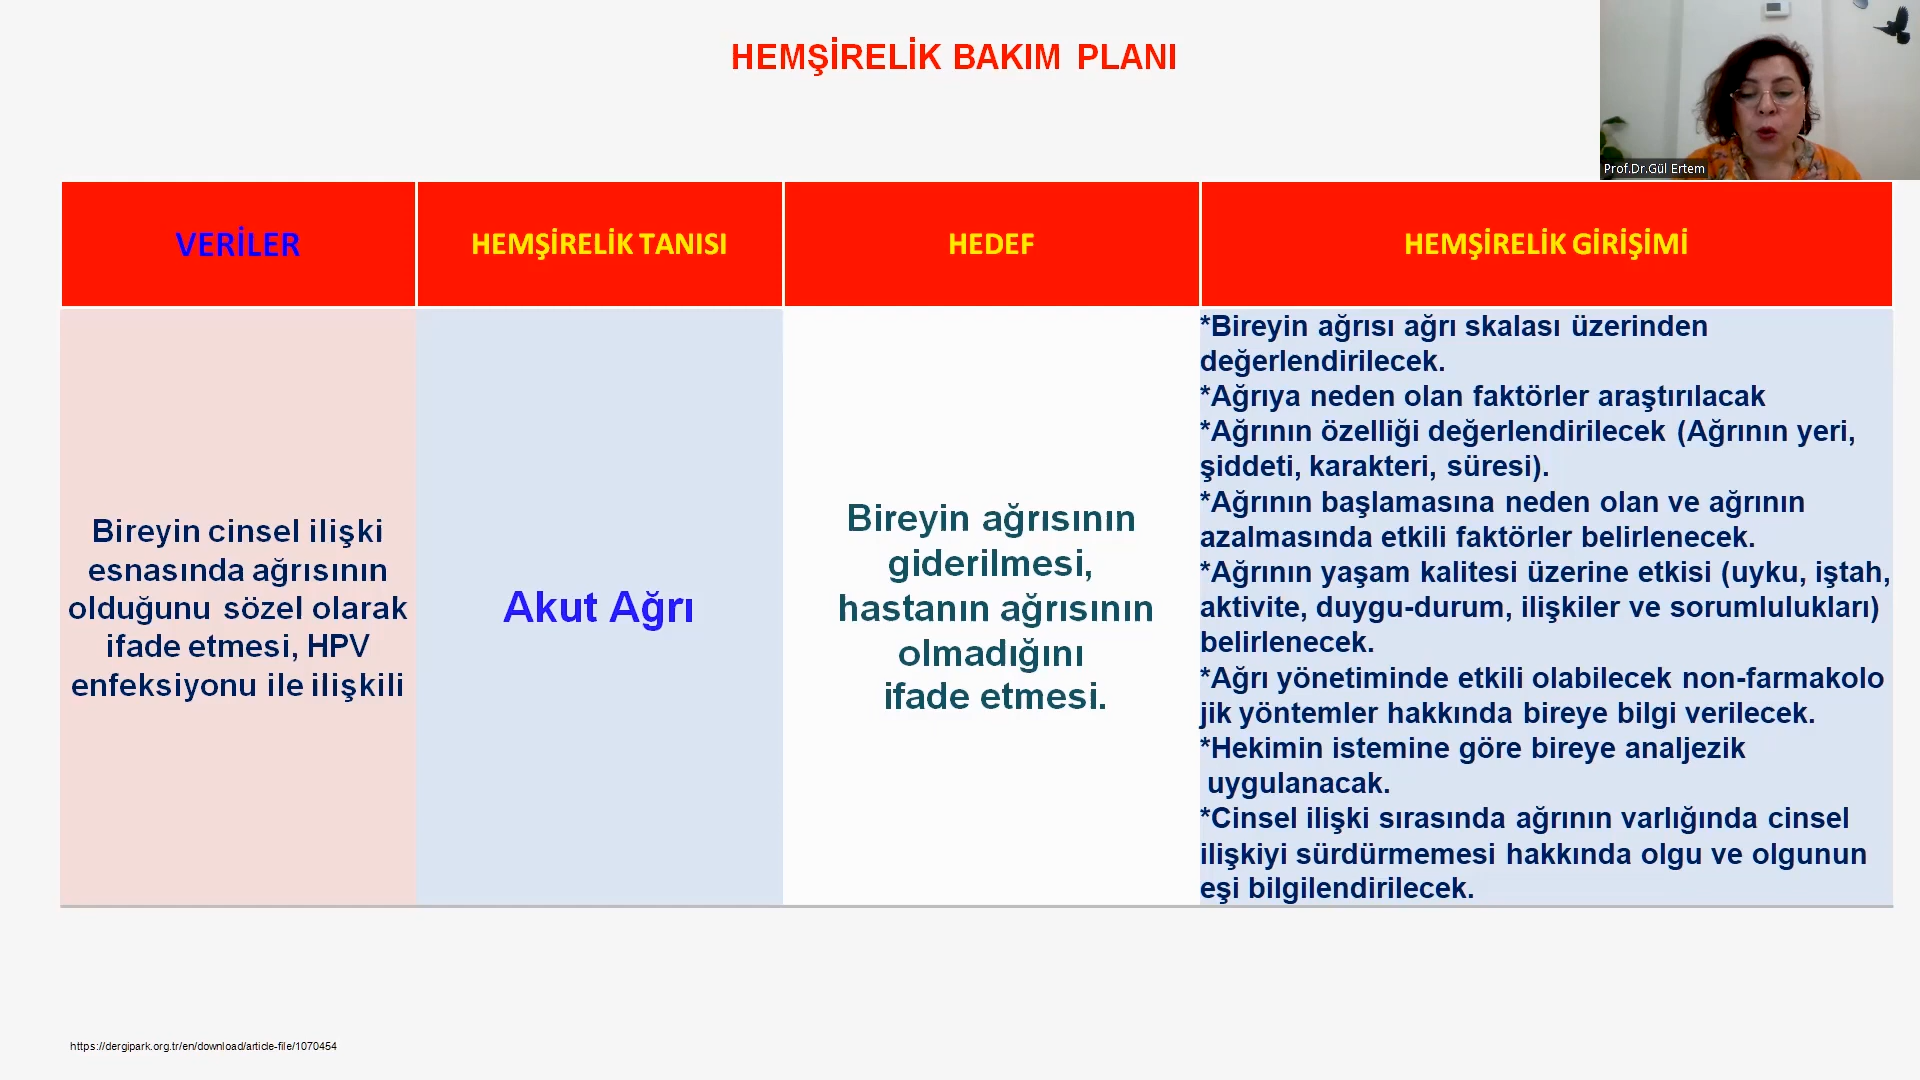 HEMŞİRELİK BAKIM PLANI
Prof.Dr.Gül Ertem
VERİLER
HEMŞİRELİK TANISI
HEDEF
HEMŞİRELİK GİRİŞİMİ
Bireyin cinsel ilişki
esnasında ağrısının
olduğunu sözel olarak
ifade etmesi, HPV
enfeksiyonu ile ilişkili
Akut Ağrı
Bireyin ağrısının
giderilmesi,
hastanın ağrısının
olmadığını
ifade etmesi.
*Bireyin ağrısı ağrı skalası üzerinden
değerlendirilecek.
*Ağrıya neden olan faktörler araştırılacak
*Ağrının özelliği değerlendirilecek (Ağrının yeri,
şiddeti, karakteri, süresi).
*Ağrının başlamasına neden olan ve ağrının
azalmasında etkili faktörler belirlenecek.
*Ağrının yaşam kalitesi üzerine etkisi (uyku, iştah,
aktivite, duygu-durum, ilişkiler ve sorumlulukları)
belirlenecek.
*Ağrı yönetiminde etkili olabilecek non-farmakolo
jik yöntemler hakkında bireye bilgi verilecek.
*Hekimin istemine göre bireye analjezik
uygulanacak.
*Cinsel ilişki sırasında ağrının varlığında cinsel
ilişkiyi sürdürmemesi hakkında olgu ve olgunun
eşi bilgilendirilecek.
https://dergipark.org.tr/en/download/article-file/1070454